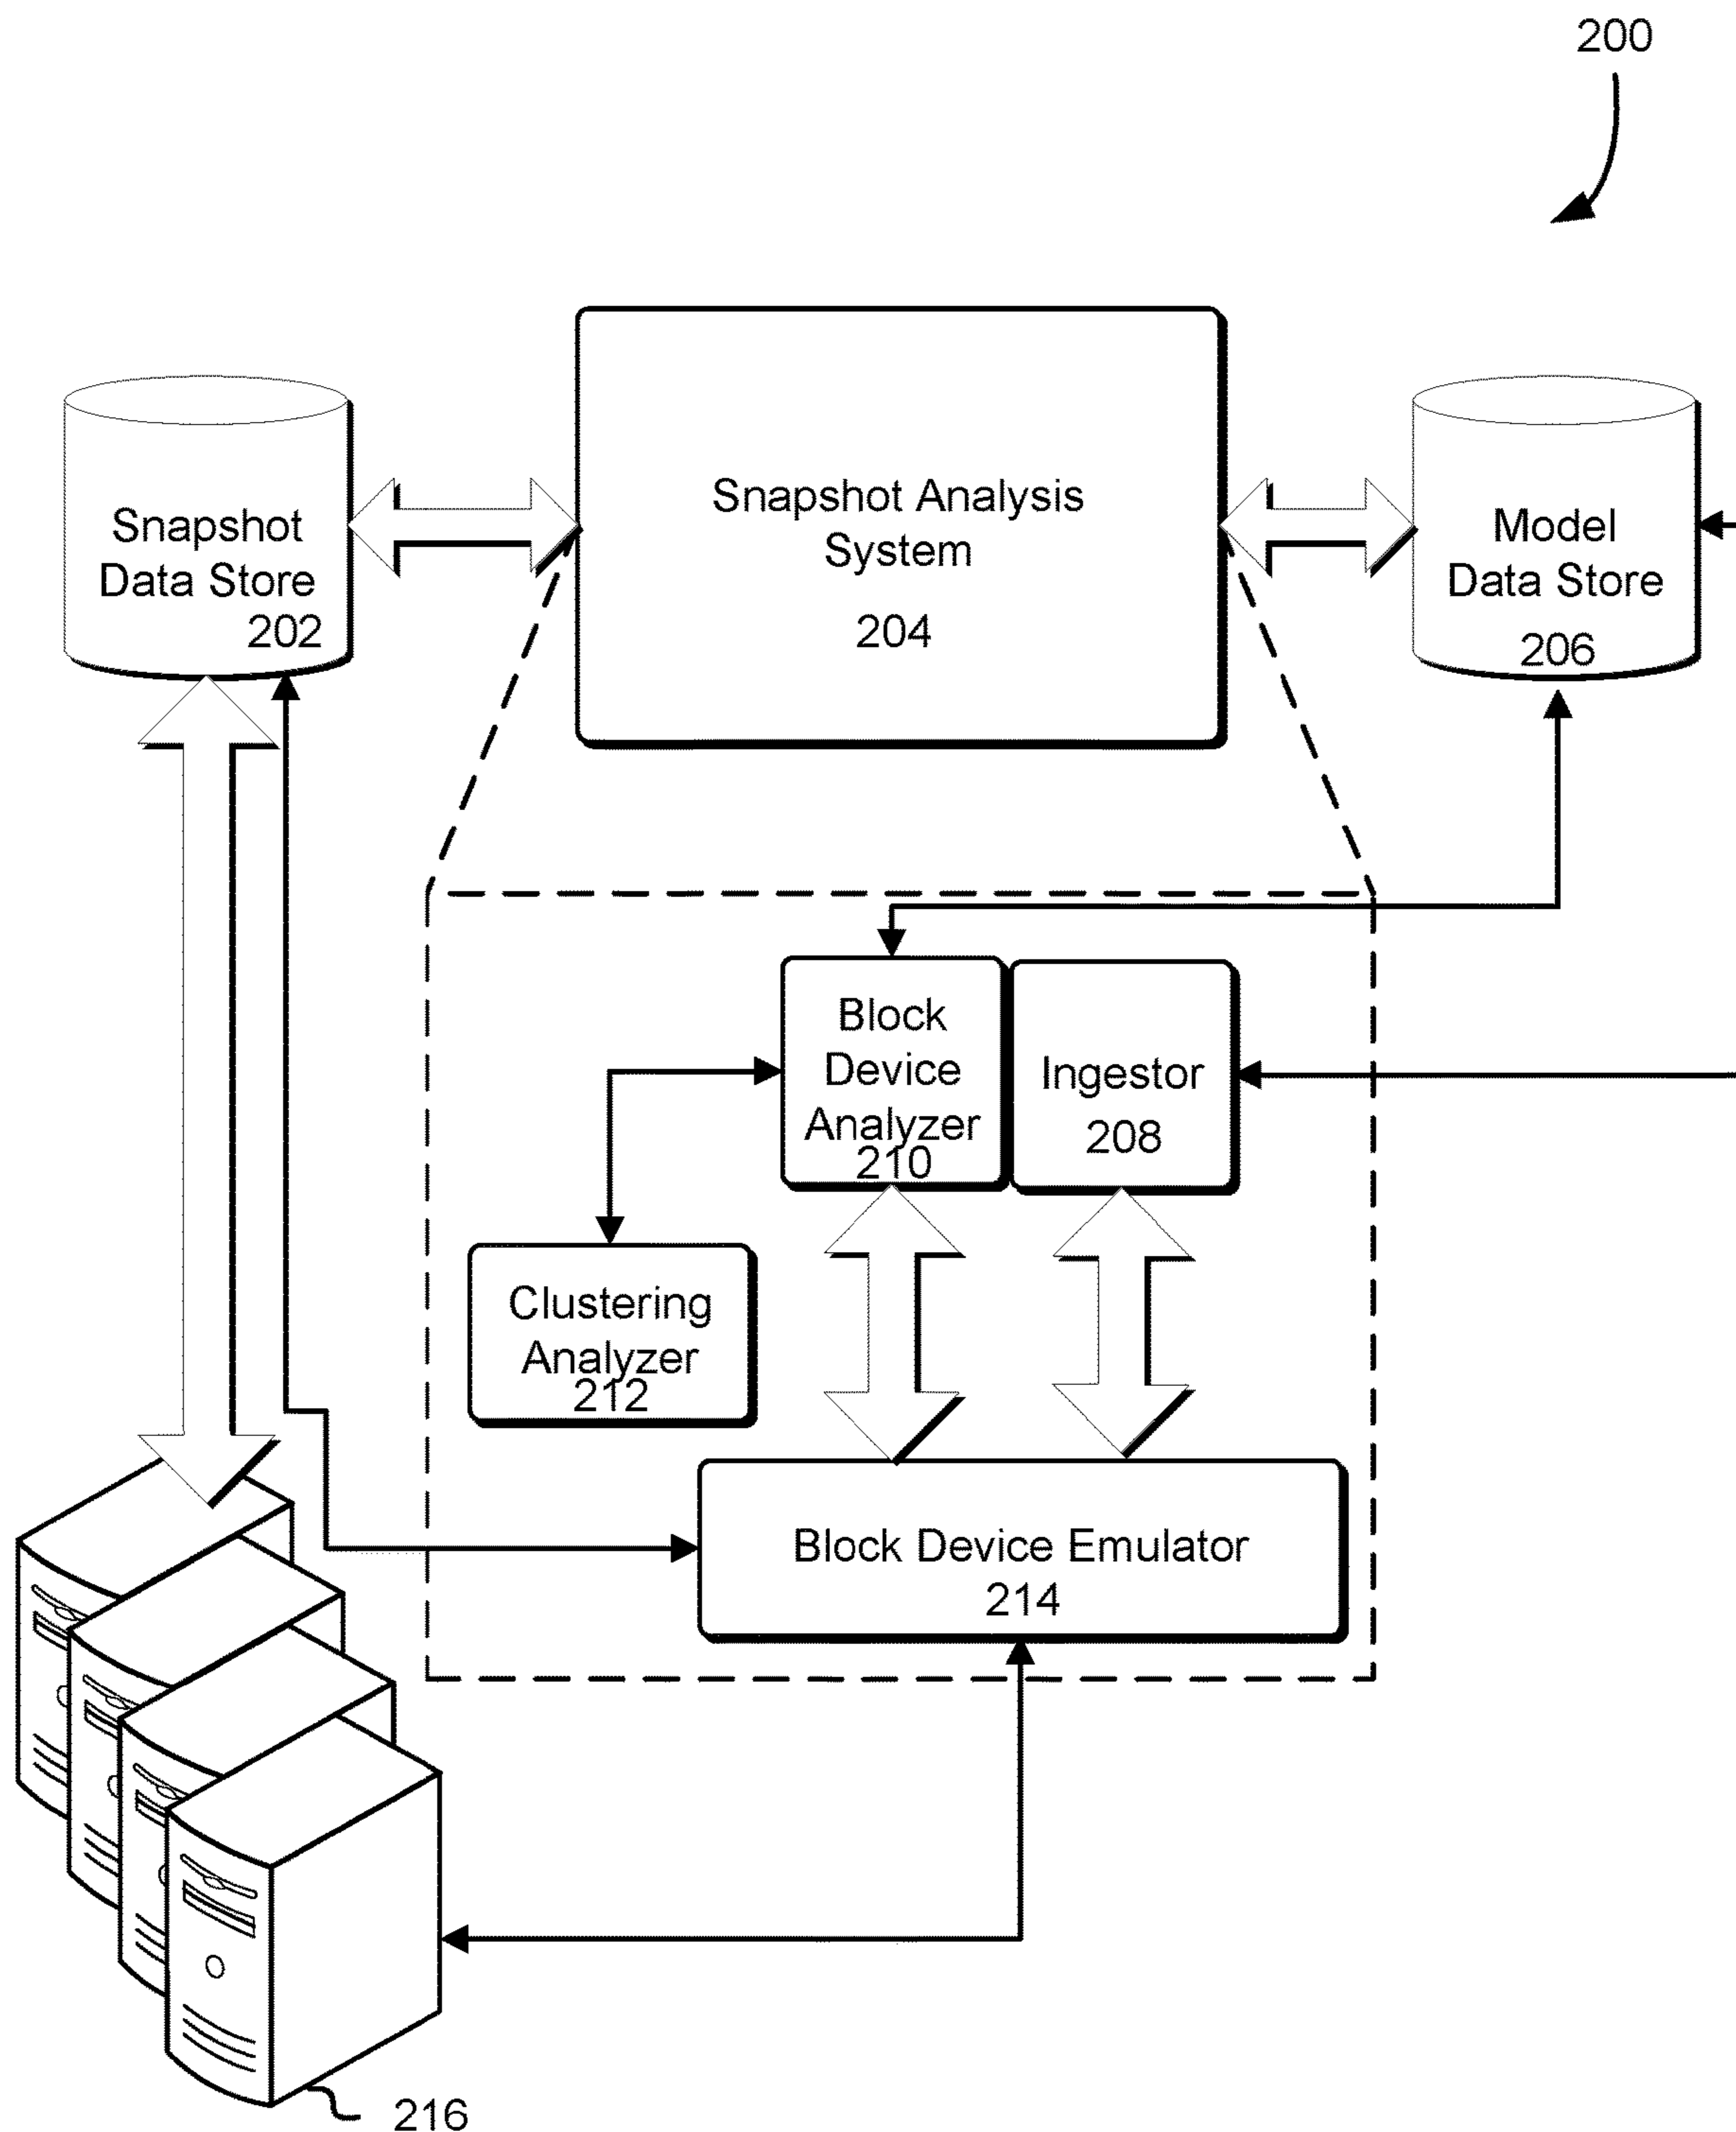 200
Snapshot
Data Store
202
Snapshot Analysis
System
204
Model
Data Store
206
Block
Device
Analyzer
210
Ingestor
208
Clustering
Analyzer
212
Block Device Emulator
214
216